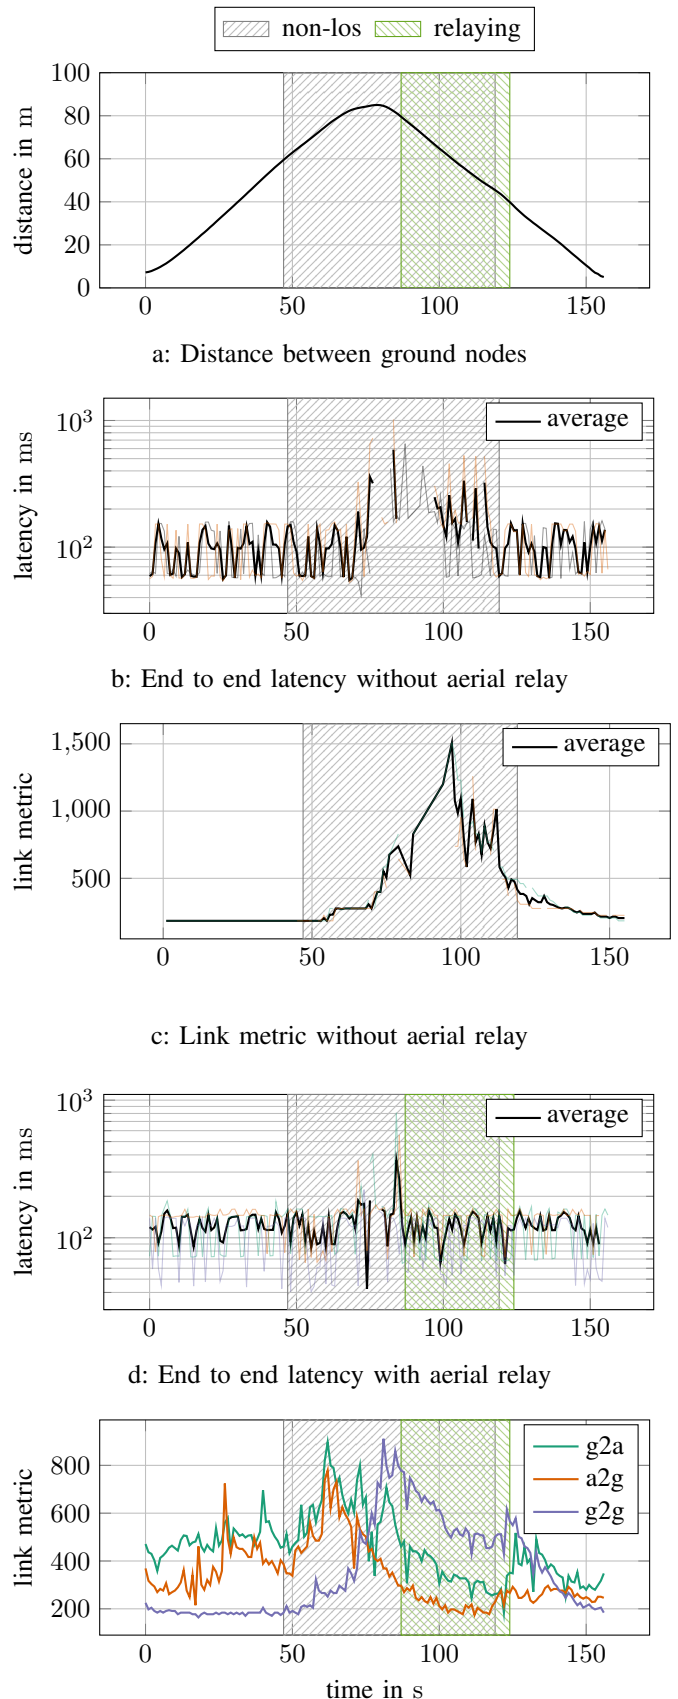 non-los relaying
100
80
60
40
20
0
distance in m
0 50 100 150
a: Distance between ground nodes
10³
10²
latency in ms
average
0 50 100 150
b: End to end latency without aerial relay
1,500
1,000
500
link metric
average
0 50 100 150
c: Link metric without aerial relay
10³
10²
latency in ms
average
0 50 100 150
d: End to end latency with aerial relay
800
600
400
200
link metric
g2a
a2g
g2g
0 50 100 150
time in s